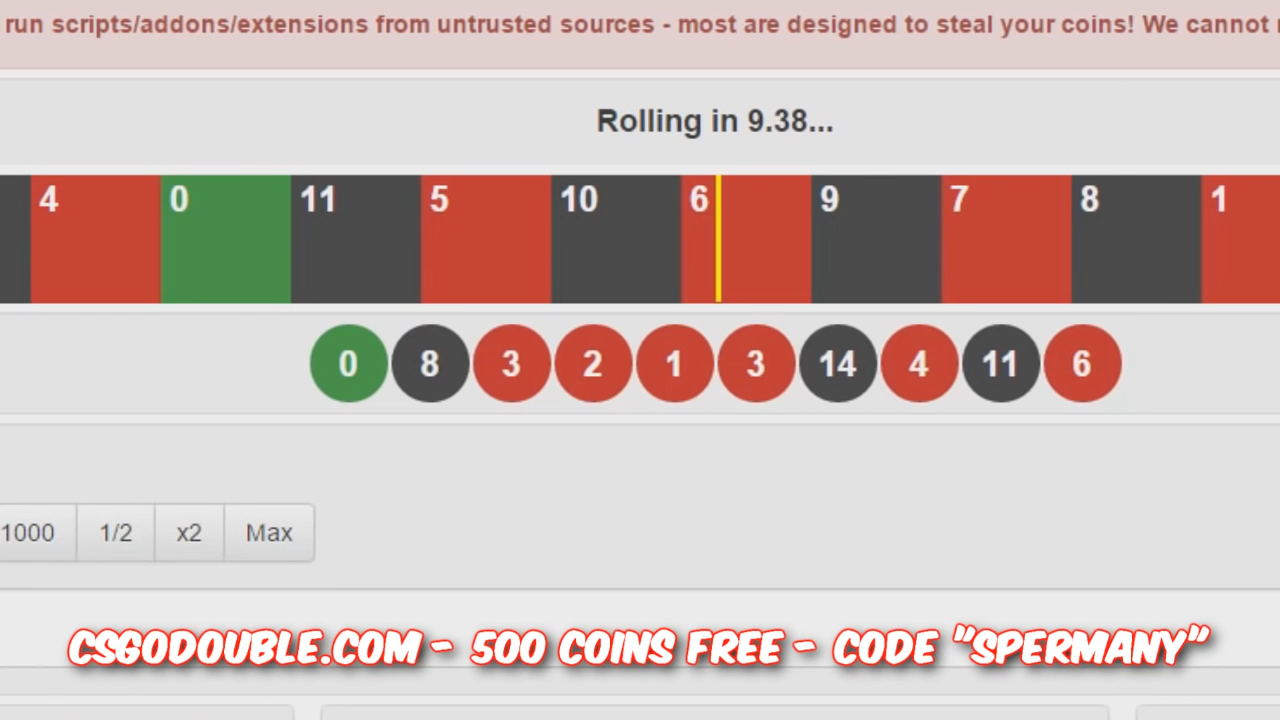 run scripts/addons/extensions from untrusted sources - most are designed to steal your coins! We cannot
Rolling in 9.38...
4 0 11 5 10 6 9 7 8 1
0 8 3 2 1 3 14 4 11 6
1000 1/2 x2 Max
CSGODOUBLE.COM - 500 COINS FREE - CODE "SPERMANY"